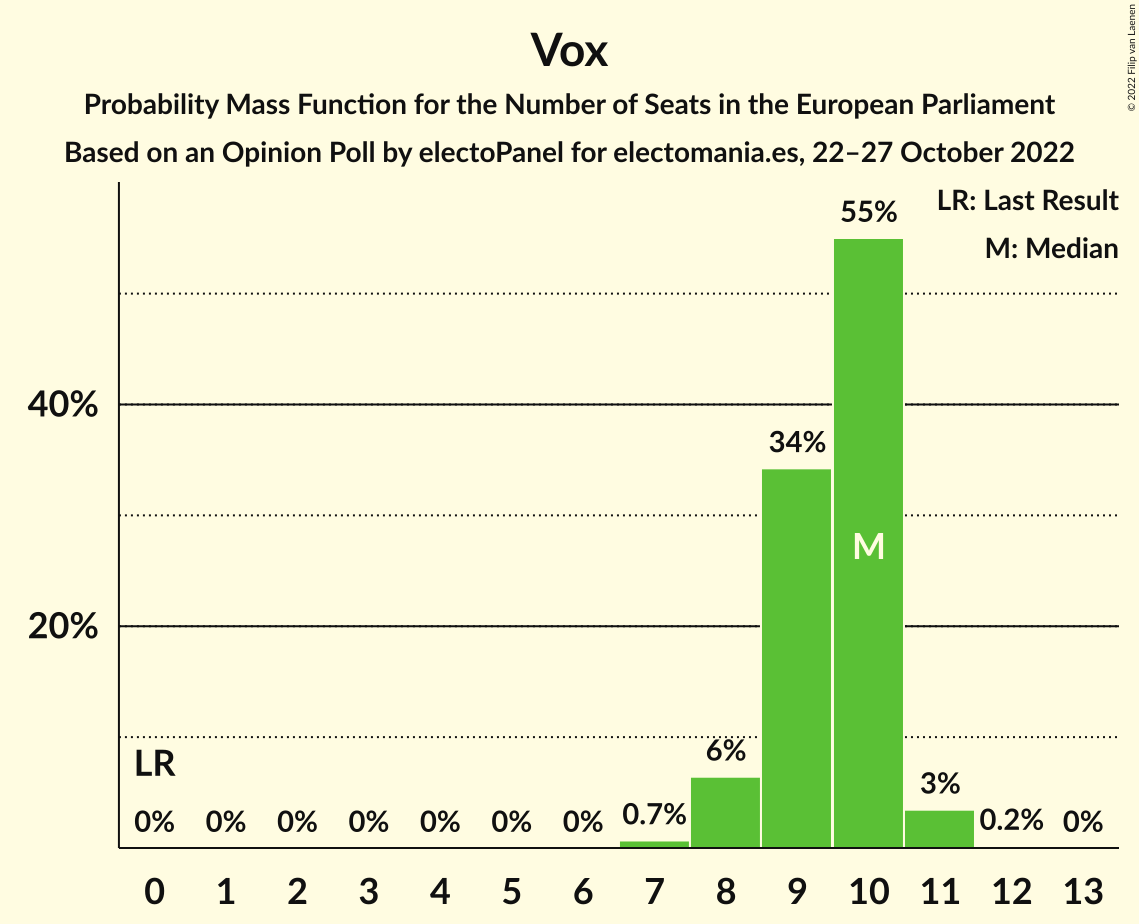 Vox
Probability Mass Function for the Number of Seats in the European Parliament
Based on an Opinion Poll by electoPanel for electomania.es, 22–27 October 2022
© 2022 Filip van Laenen
LR: Last Result
M: Median
55%
40%
34%
M
20%
LR
6%
3%
0% 0% 0% 0% 0% 0% 0% 0.7% 0.2% 0%
0 1 2 3 4 5 6 7 8 9 10 11 12 13